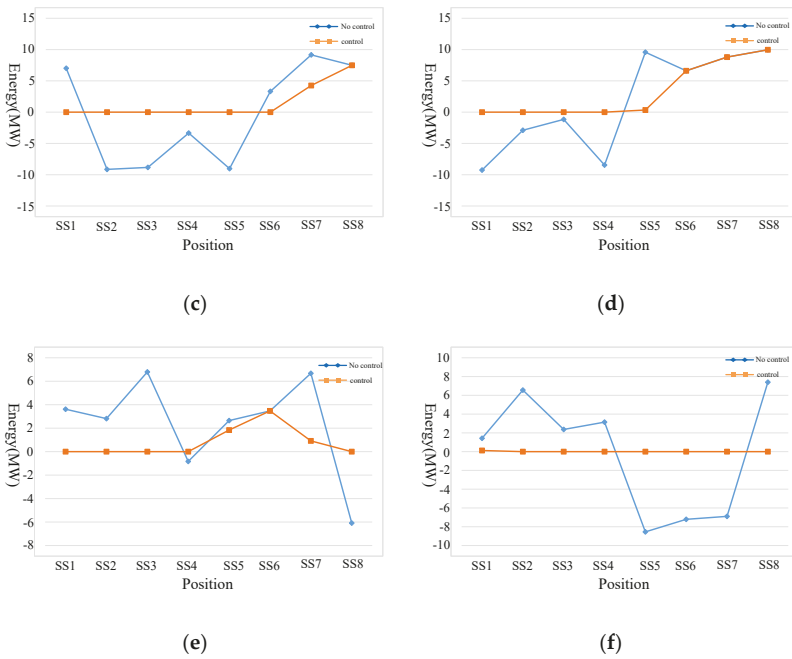 15
10
5
0
-5
-10
-15
Energy(MW)
No control
control
SS1 SS2 SS3 SS4 SS5 SS6 SS7 SS8
Position
(c)
15
10
5
0
-5
-10
-15
Energy(MW)
No control
control
SS1 SS2 SS3 SS4 SS5 SS6 SS7 SS8
Position
(d)
8
6
4
2
0
-2
-4
-6
-8
Energy(MW)
No control
control
SS1 SS2 SS3 SS4 SS5 SS6 SS7 SS8
Position
(e)
10
8
6
4
2
0
-2
-4
-6
-8
-10
Energy(MW)
No control
control
SS1 SS2 SS3 SS4 SS5 SS6 SS7 SS8
Position
(f)